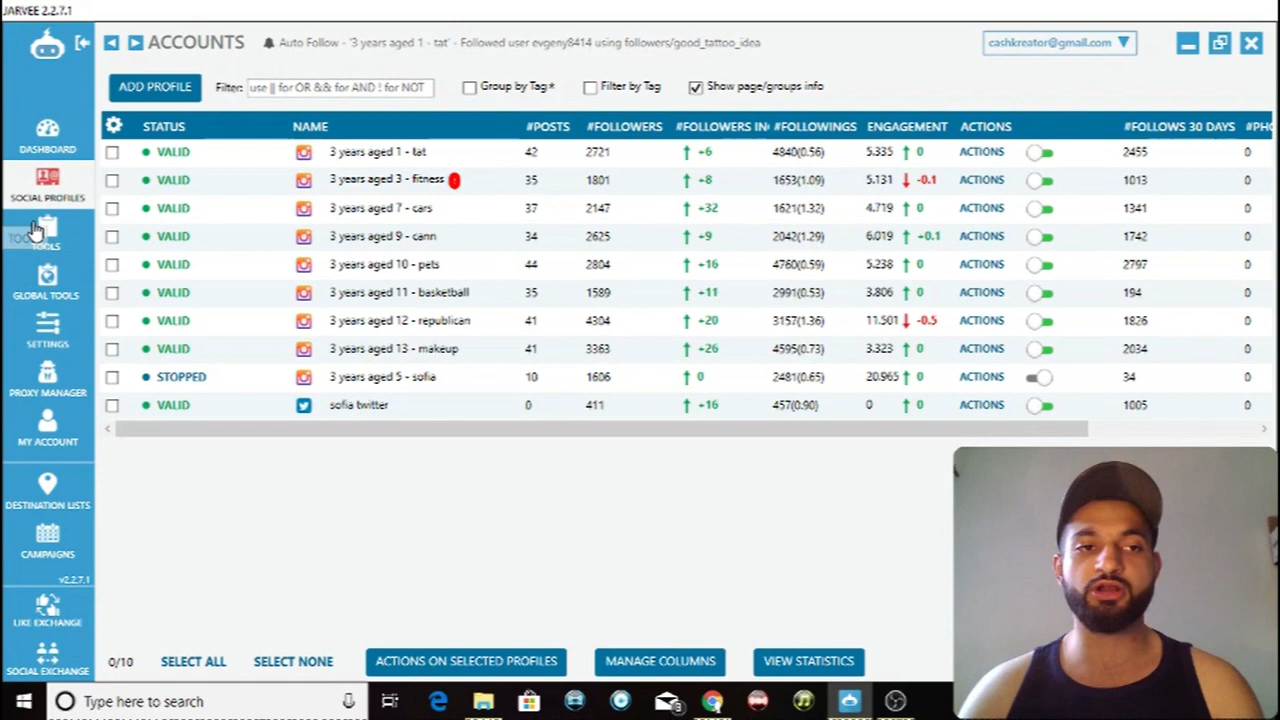 JARVEE 2.2.7.1
ACCOUNTS
Auto Follow - '3 years aged 1 - tat' - Followed user evgeny8414 using followers/good_tattoo_idea
cashkreator@gmail.com
ADD PROFILE
Filter:
use || for OR && for AND ! for NOT
Group by Tag*
Filter by Tag
Show page/groups info
STATUS NAME #POSTS #FOLLOWERS #FOLLOWERS IN #FOLLOWINGS ENGAGEMENT ACTIONS #FOLLOWS 30 DAYS #PHO
VALID 3 years aged 1 - tat 42 2721 +6 4840(0.56) 5.335 0 ACTIONS 2455 0
VALID 3 years aged 3 - fitness 35 1801 +8 1653(1.09) 5.131 -0.1 ACTIONS 1013 0
VALID 3 years aged 7 - cars 37 2147 +32 1621(1.32) 4.719 0 ACTIONS 1341 0
VALID 3 years aged 9 - cann 34 2625 +9 2042(1.29) 6.019 +0.1 ACTIONS 1742 0
VALID 3 years aged 10 - pets 44 2804 +16 4760(0.59) 5.238 0 ACTIONS 2797 0
VALID 3 years aged 11 - basketball 35 1589 +11 2991(0.53) 3.806 0 ACTIONS 194 0
VALID 3 years aged 12 - republican 41 4304 +20 3157(1.36) 11.501 -0.5 ACTIONS 1826 0
VALID 3 years aged 13 - makeup 41 3363 +26 4595(0.73) 3.323 0 ACTIONS 2034 0
STOPPED 3 years aged 5 - sofia 10 1606 0 2481(0.65) 20.965 0 ACTIONS 34 0
VALID sofia twitter 0 411 +16 457(0.90) 0 0 ACTIONS 1005 0
DASHBOARD
SOCIAL PROFILES
TOOLS
GLOBAL TOOLS
SETTINGS
PROXY MANAGER
MY ACCOUNT
DESTINATION LISTS
CAMPAIGNS
v2.2.7.1
LIKE EXCHANGE
SOCIAL EXCHANGE
0/10
SELECT ALL
SELECT NONE
ACTIONS ON SELECTED PROFILES
MANAGE COLUMNS
VIEW STATISTICS
Type here to search
3